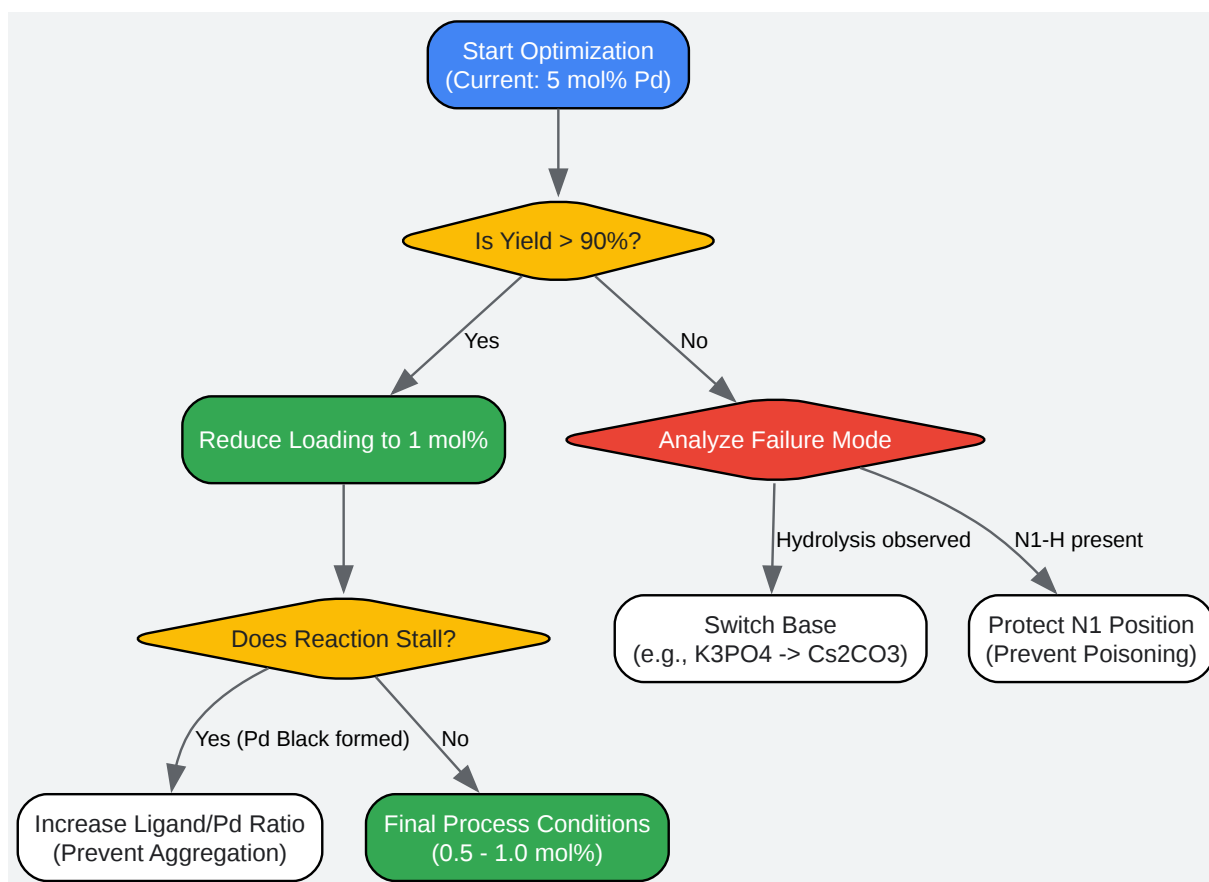 Start Optimization
(Current: 5 mol% Pd)
Is Yield > 90%?
Yes
No
Reduce Loading to 1 mol%
Analyze Failure Mode
Hydrolysis observed
N1-H present
Does Reaction Stall?
Switch Base
(e.g., K3PO4 -> Cs2CO3)
Protect N1 Position
(Prevent Poisoning)
Yes (Pd Black formed)
No
Increase Ligand/Pd Ratio
(Prevent Aggregation)
Final Process Conditions
(0.5 - 1.0 mol%)